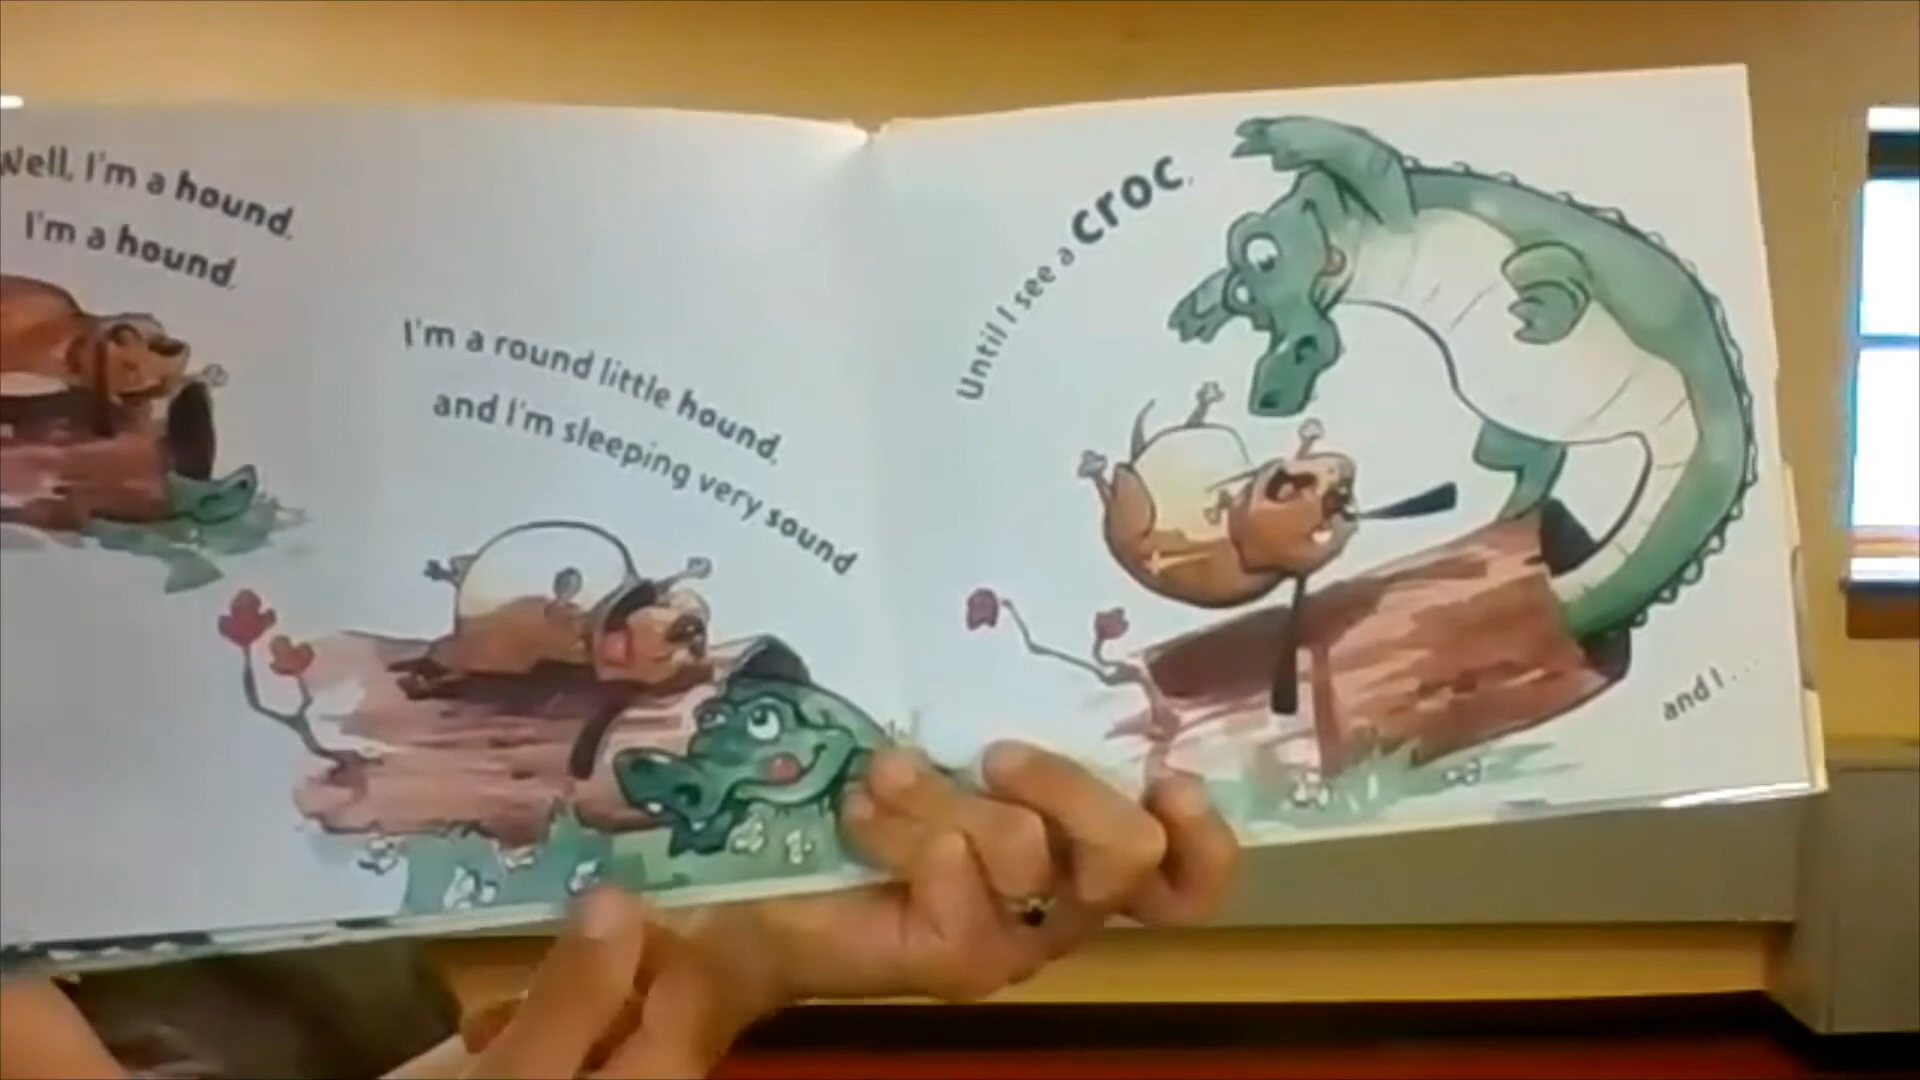 Well, I'm a hound.
I'm a hound.
I'm a round little hound,
and I'm sleeping very sound
Until I see a croc.
and I...